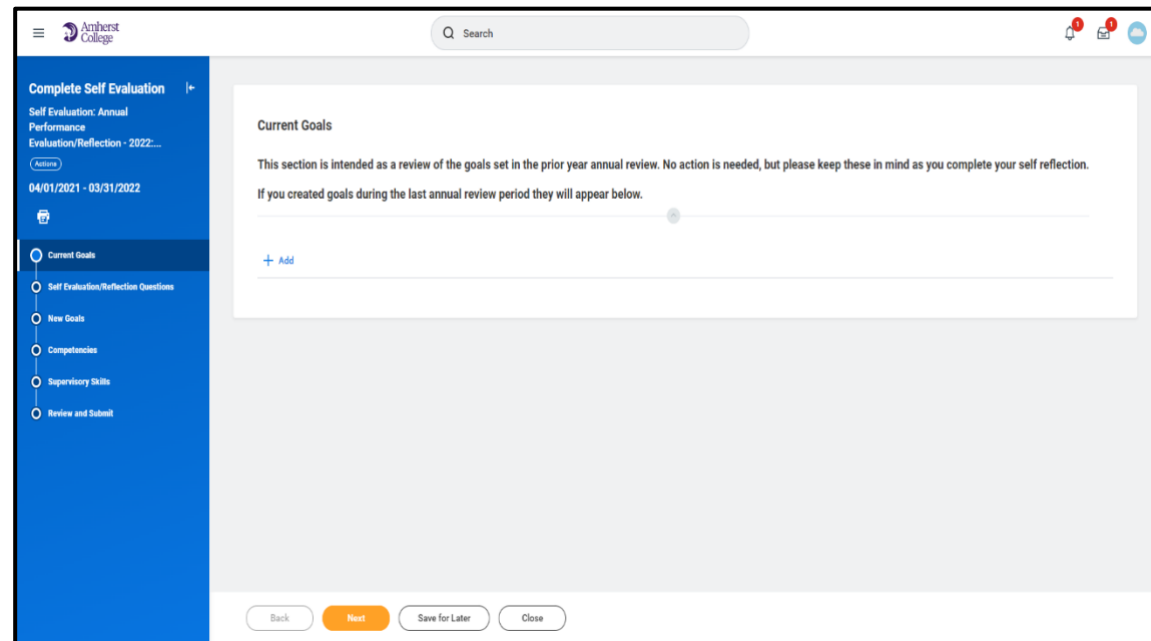 Amherst
College
Search
1
1
Complete Self Evaluation
Self Evaluation: Annual
Performance
Evaluation/Reflection - 2022:...
Actions
04/01/2021 - 03/31/2022
Current Goals
Self Evaluation/Reflection Questions
New Goals
Competencies
Supervisory Skills
Review and Submit
Current Goals
This section is intended as a review of the goals set in the prior year annual review. No action is needed, but please keep these in mind as you complete your self reflection.
If you created goals during the last annual review period they will appear below.
Add
Back
Next
Save for Later
Close